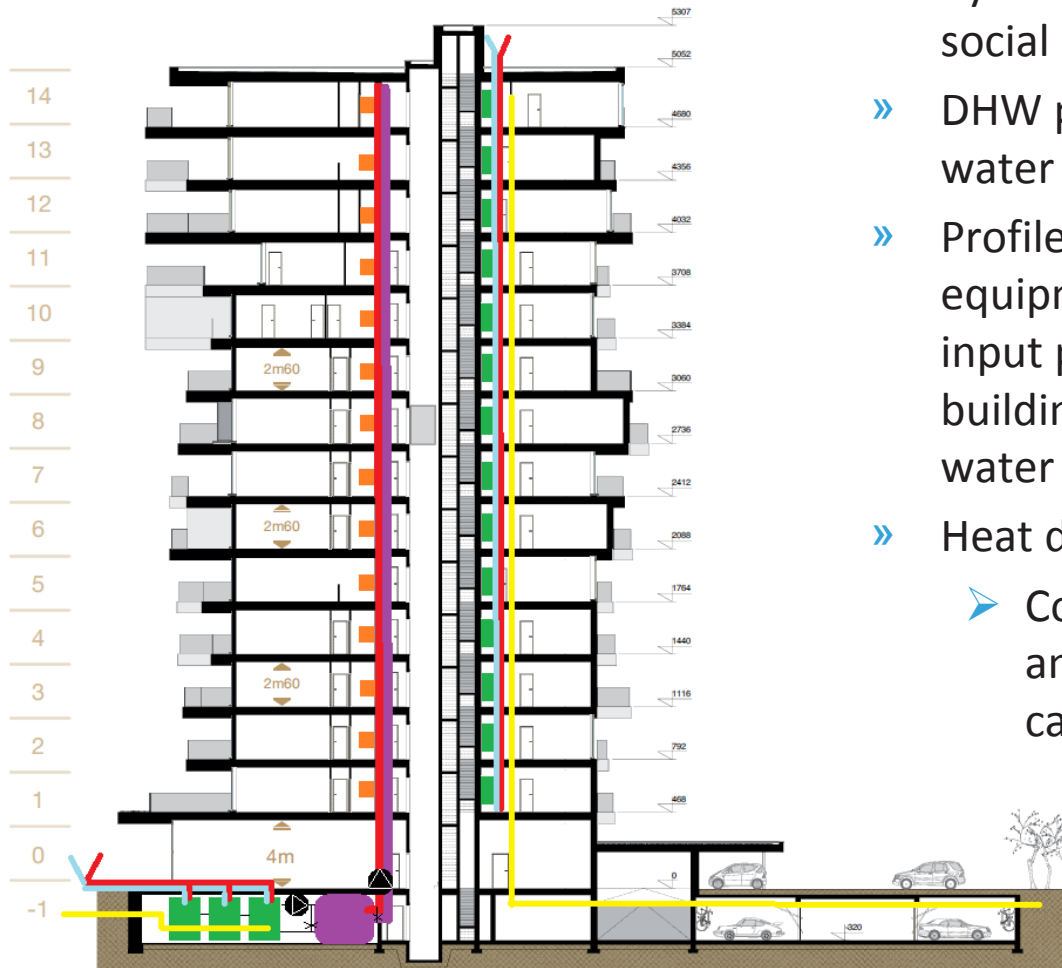 social
» DHW p
water
» Profile
equipr
input p
buildin
water
» Heat d
➢ Co
an
ca
5307
5052
14
4680
13
4356
12
4032
11
3708
10
3384
9
2m60
3060
8
2736
7
2412
6
2m60
2088
5
1764
4
1440
3
2m60
1116
2
792
1
468
0
4m
0
-1
-320